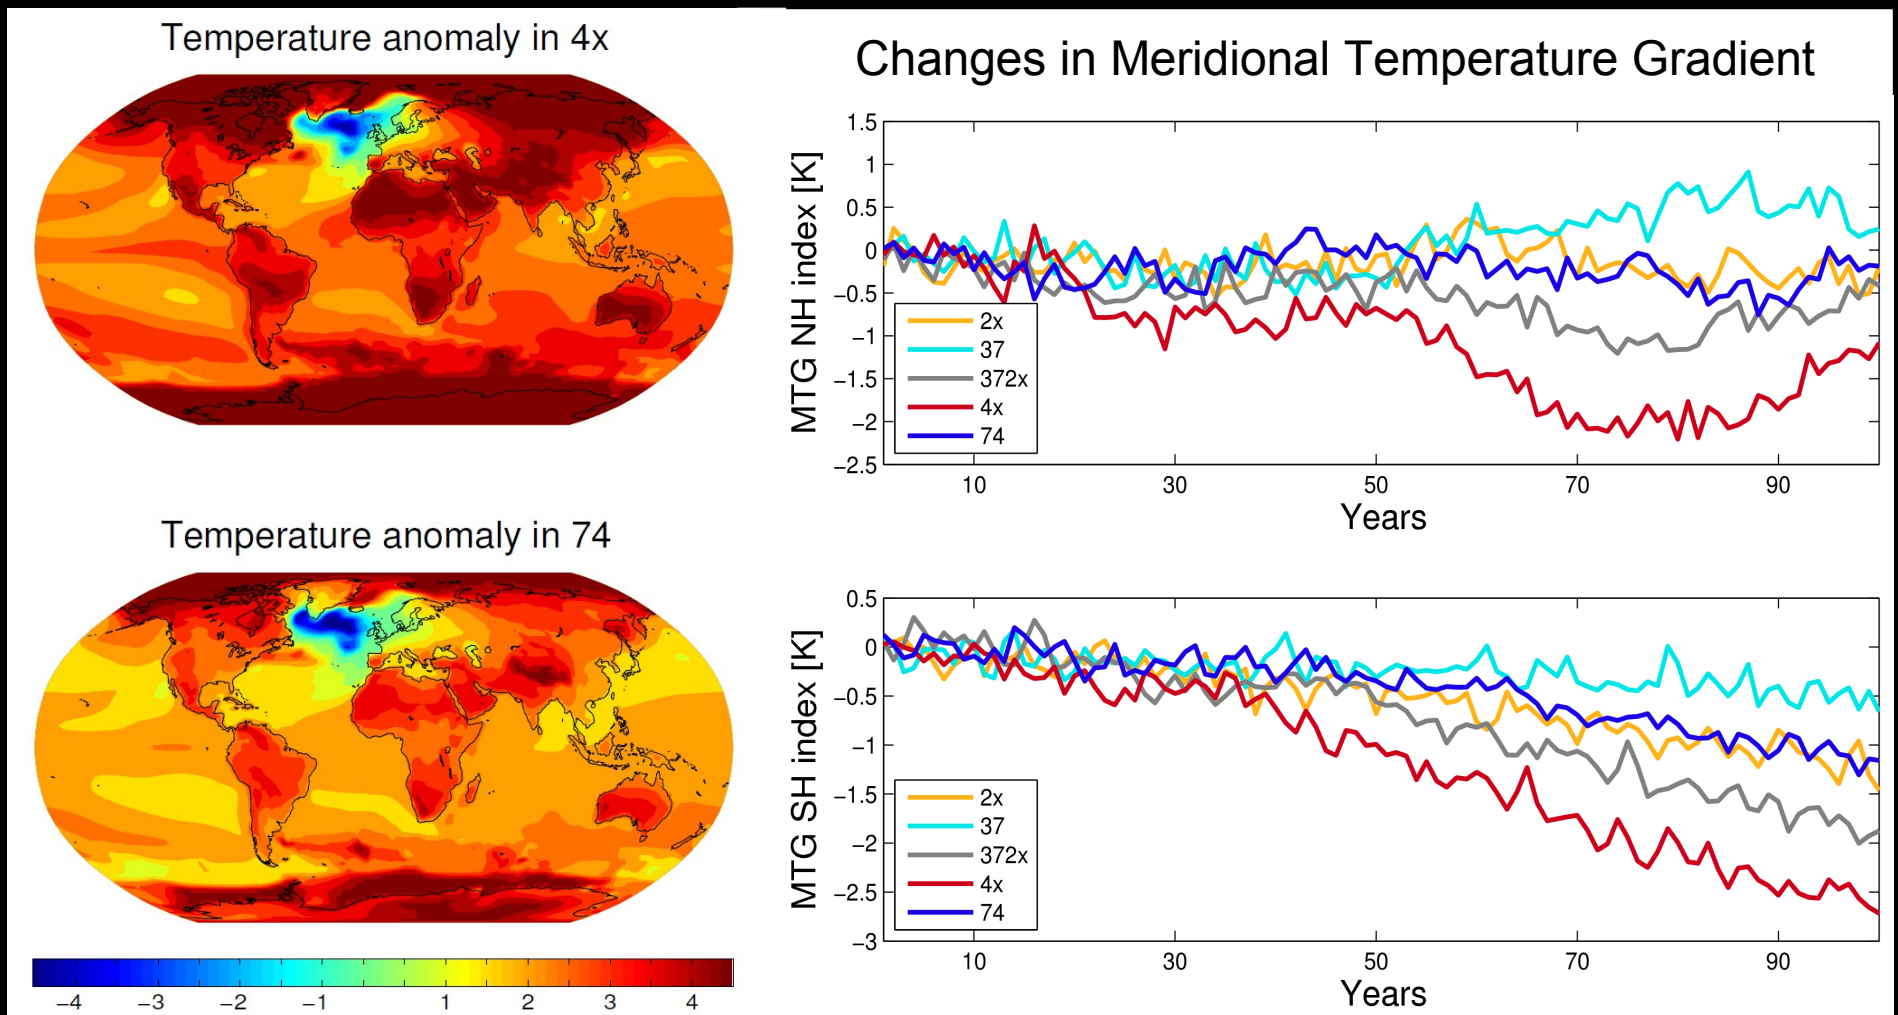 Temperature anomaly in 4x
Temperature anomaly in 74
−4 −3 −2 −1 1 2 3 4
Changes in Meridional Temperature Gradient
MTG NH index [K]
1.5
1
0.5
0
−0.5
−1
−1.5
−2
−2.5
2x
37
372x
4x
74
10 30 50 70 90
Years
MTG SH index [K]
0.5
0
−0.5
−1
−1.5
−2
−2.5
−3
2x
37
372x
4x
74
10 30 50 70 90
Years